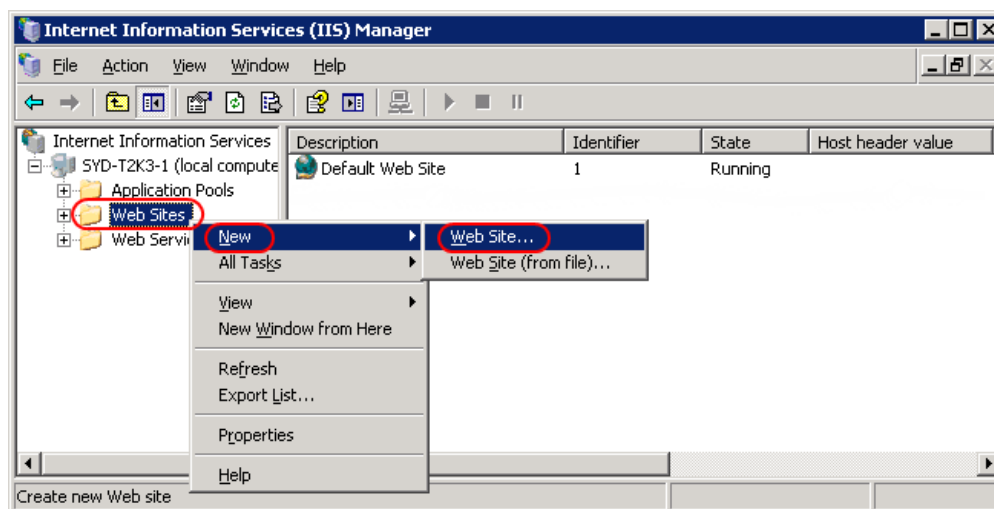 Internet Information Services (IIS) Manager
File Action View Window Help
Internet Information Services
Description Identifier State Host header value
SYD-T2K3-1 (local compute
Default Web Site 1 Running
Application Pools
Web Sites
Web Servi
New
Web Site...
All Tasks
Web Site (from file)...
View
New Window from Here
Refresh
Export List...
Properties
Help
Create new Web site